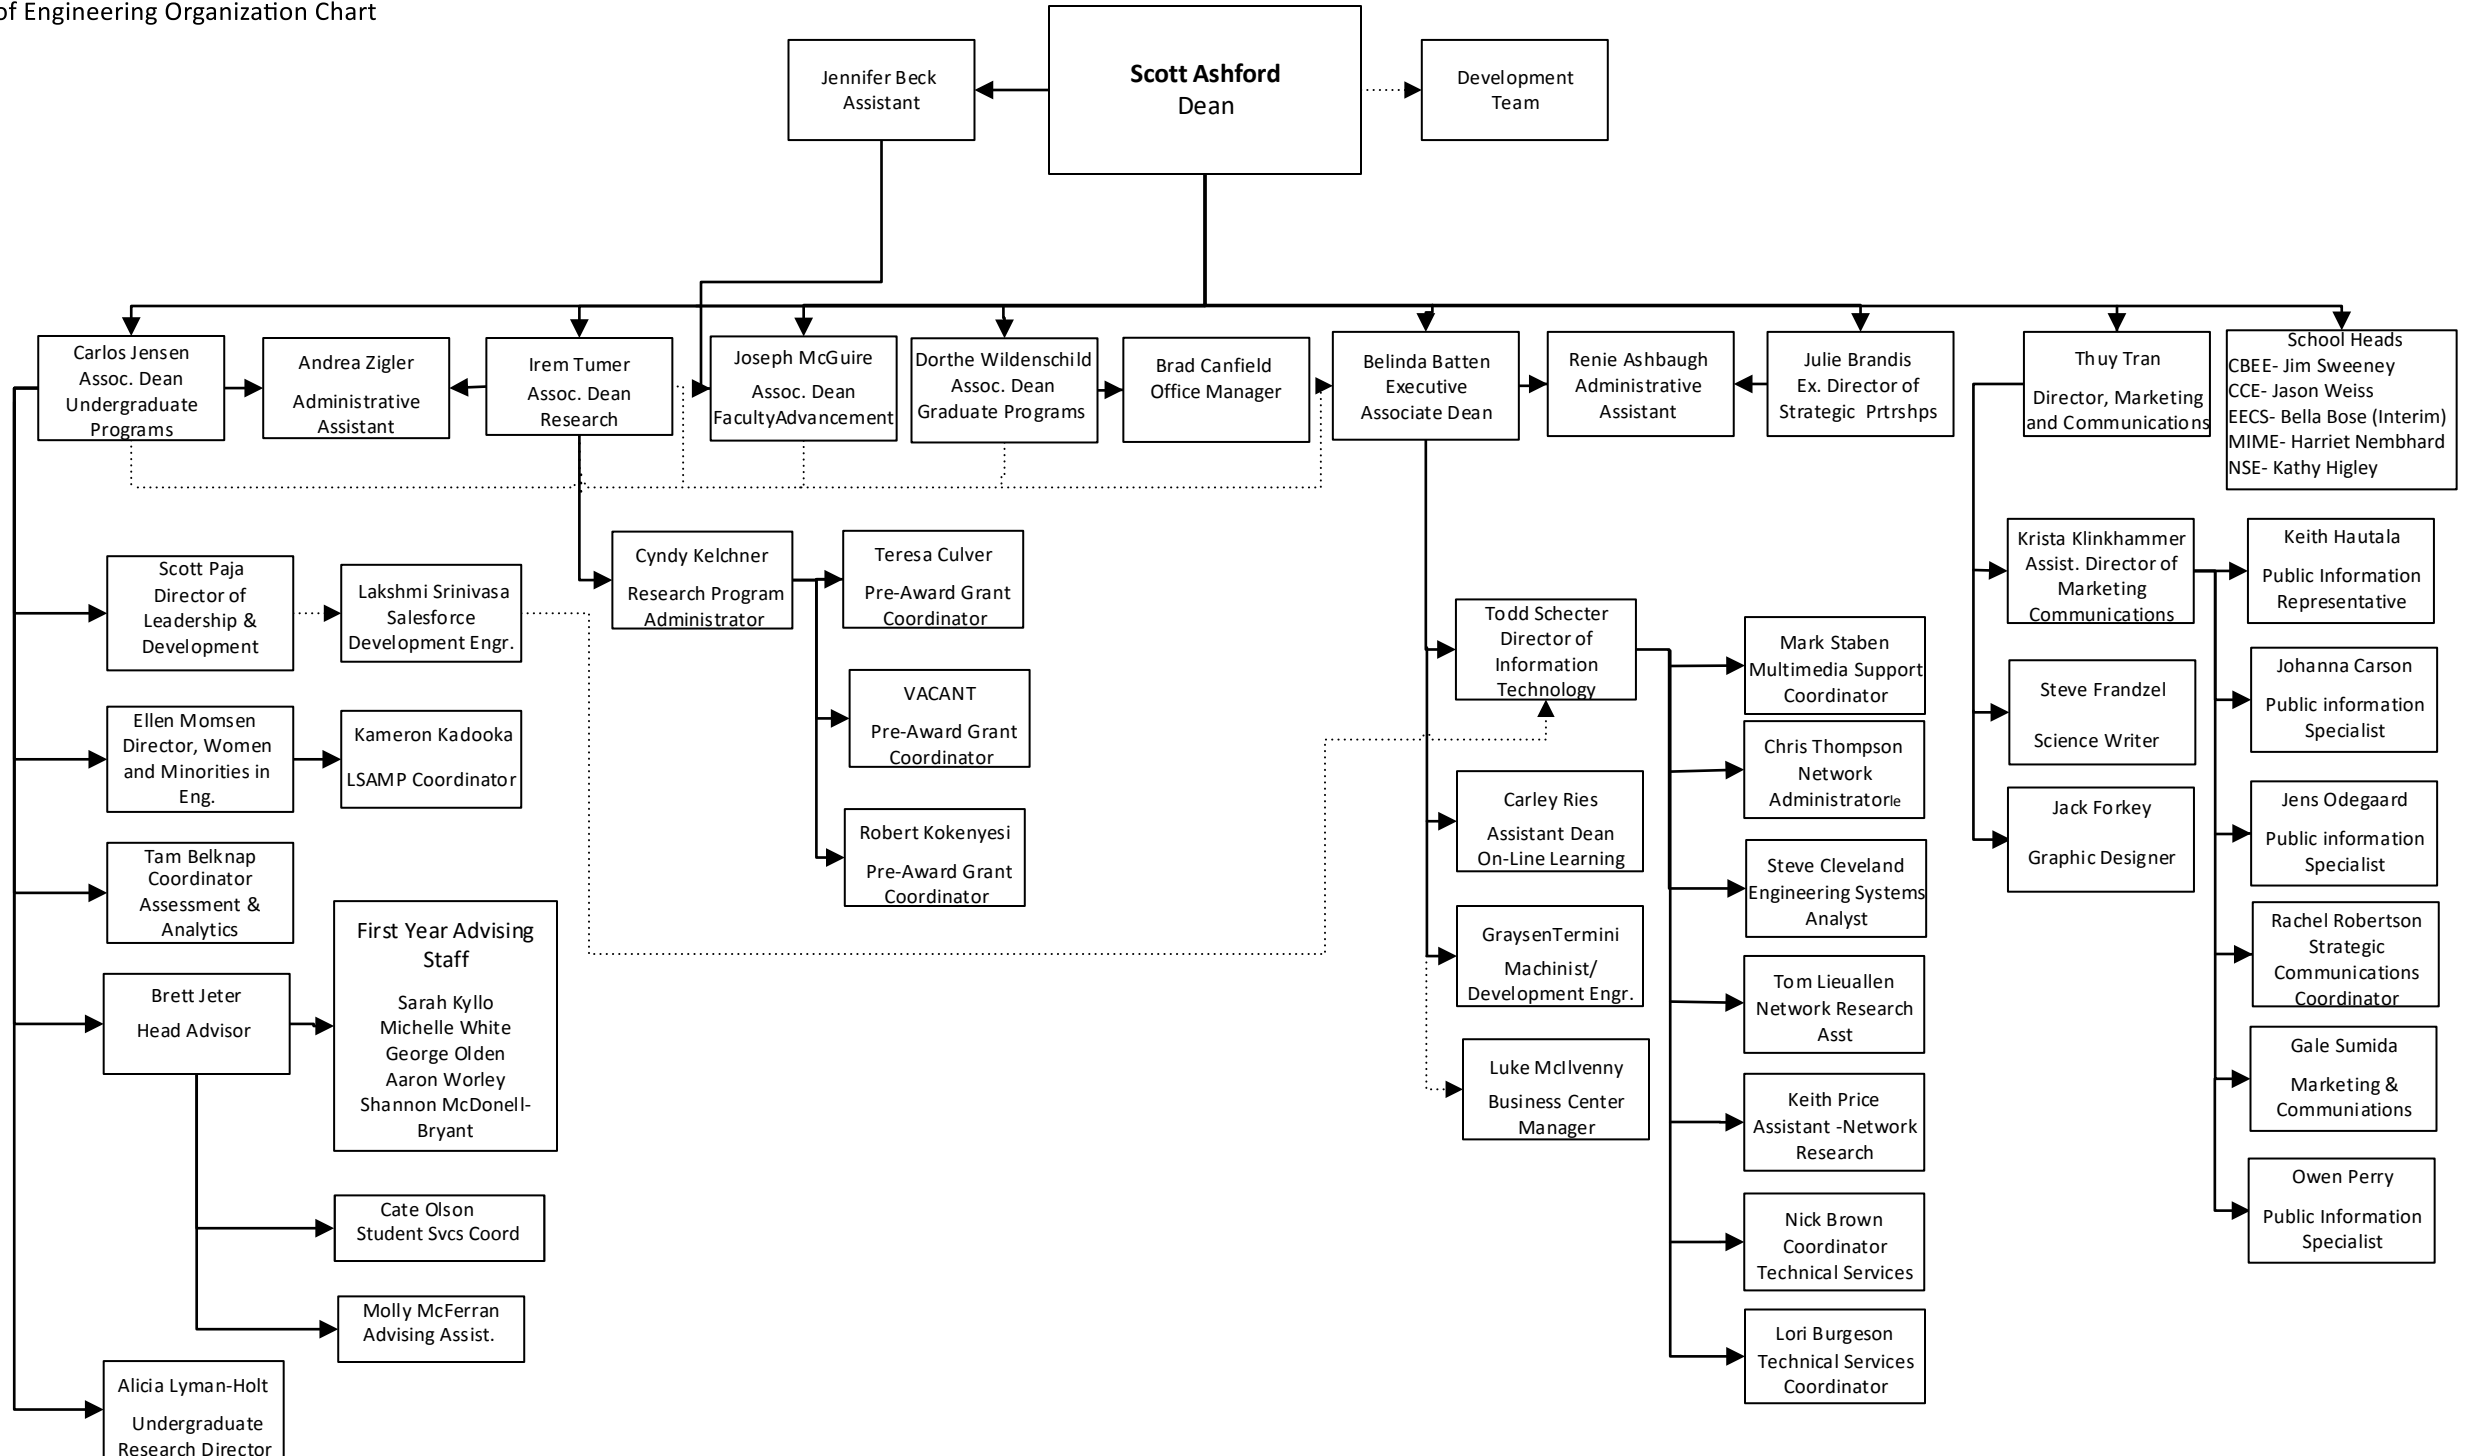 of Engineering Organization Chart
Jennifer Beck
Assistant
Scott Ashford
Dean
Development
Team
Carlos Jensen
Assoc. Dean
Undergraduate
Programs
Andrea Zigler
Administrative
Assistant
Irem Tumer
Assoc. Dean
Research
Joseph McGuire
Assoc. Dean
FacultyAdvancement
Dorthe Wildenschild
Assoc. Dean
Graduate Programs
Brad Canfield
Office Manager
Belinda Batten
Executive
Associate Dean
Renie Ashbaugh
Administrative
Assistant
Julie Brandis
Ex. Director of
Strategic Prtrshps
Thuy Tran
Director, Marketing
and Communications
School Heads
CBEE- Jim Sweeney
CCE- Jason Weiss
EECS- Bella Bose (Interim)
MIME- Harriet Nembhard
NSE- Kathy Higley
Scott Paja
Director of
Leadership &
Development
Lakshmi Srinivasa
Salesforce
Development Engr.
Ellen Momsen
Director, Women
and Minorities in
Eng.
Kameron Kadooka
LSAMP Coordinator
Tam Belknap
Coordinator
Assessment &
Analytics
Brett Jeter
Head Advisor
First Year Advising
Staff
Sarah Kyllo
Michelle White
George Olden
Aaron Worley
Shannon McDonell-
Bryant
Cate Olson
Student Svcs Coord
Molly McFerran
Advising Assist.
Alicia Lyman-Holt
Undergraduate
Research Director
Cyndy Kelchner
Research Program
Administrator
Teresa Culver
Pre-Award Grant
Coordinator
VACANT
Pre-Award Grant
Coordinator
Robert Kokenyesi
Pre-Award Grant
Coordinator
Todd Schecter
Director of
Information
Technology
Carley Ries
Assistant Dean
On-Line Learning
GraysenTermini
Machinist/
Development Engr.
Luke McIlvenny
Business Center
Manager
Mark Staben
Multimedia Support
Coordinator
Chris Thompson
Network
Administratorle
Steve Cleveland
Engineering Systems
Analyst
Tom Lieuallen
Network Research
Asst
Keith Price
Assistant -Network
Research
Nick Brown
Coordinator
Technical Services
Lori Burgeson
Technical Services
Coordinator
Krista Klinkhammer
Assist. Director of
Marketing
Communications
Steve Frandzel
Science Writer
Jack Forkey
Graphic Designer
Keith Hautala
Public Information
Representative
Johanna Carson
Public information
Specialist
Jens Odegaard
Public information
Specialist
Rachel Robertson
Strategic
Communications
Coordinator
Gale Sumida
Marketing &
Communiations
Owen Perry
Public Information
Specialist